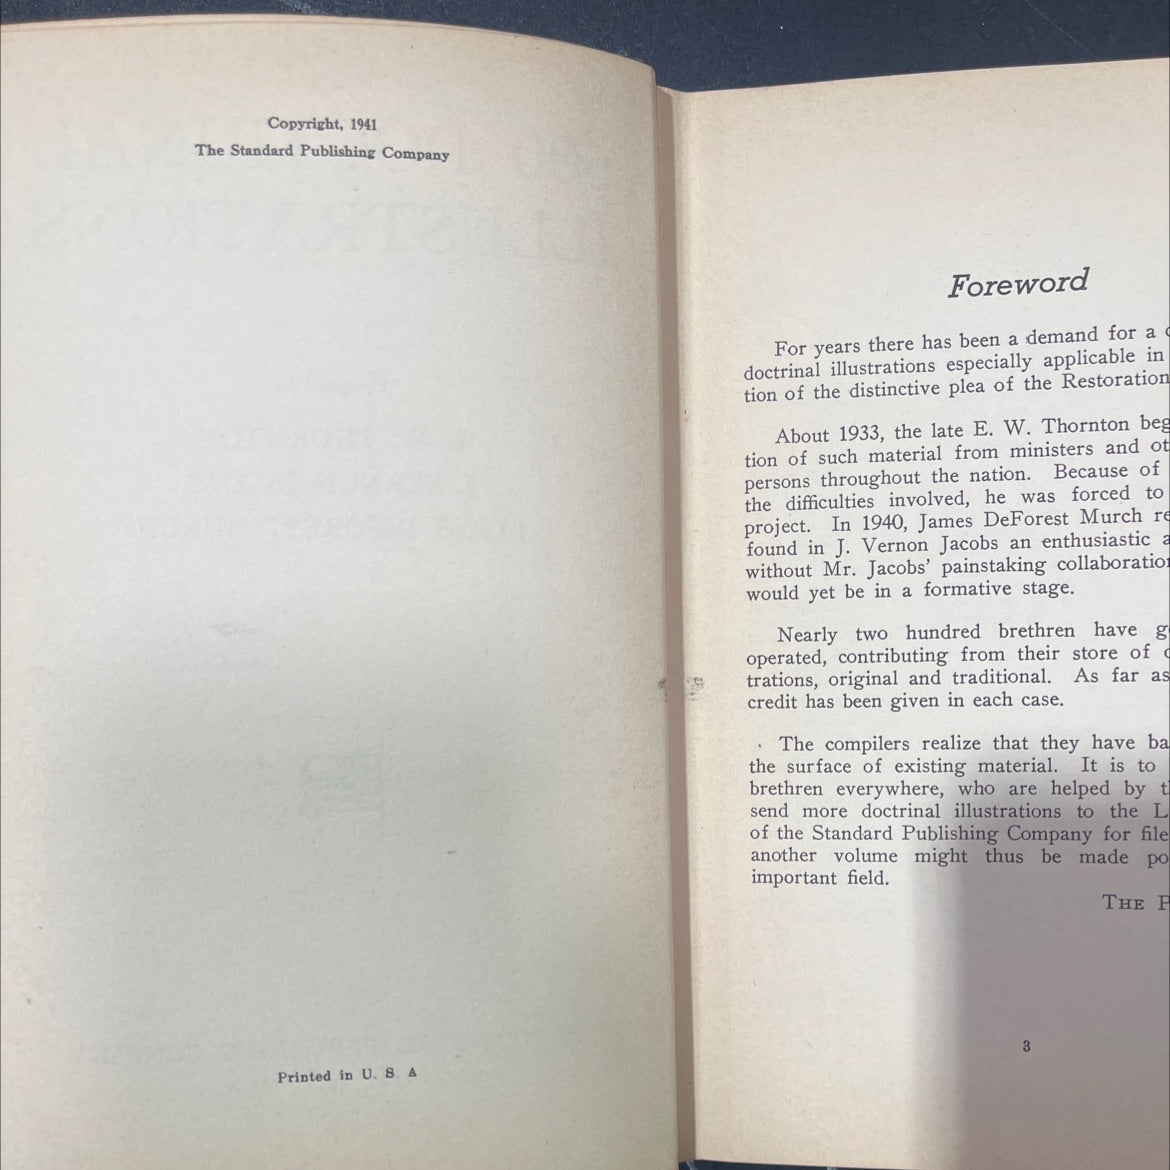 Copyright, 1941
The Standard Publishing Company
Printed in U. S A
Foreword
For years there has been a demand for a
doctrinal illustrations especially applicable in
tion of the distinctive plea of the Restoration
About 1933, the late E. W. Thornton beg
tion of such material from ministers and ot
persons throughout the nation. Because of
the difficulties involved, he was forced to
project. In 1940, James DeForest Murch re
found in J. Vernon Jacobs an enthusiastic a
without Mr. Jacobs' painstaking collaboration
would yet be in a formative stage.
Nearly two hundred brethren have g
operated, contributing from their store of
trations, original and traditional. As far as
credit has been given in each case.
The compilers realize that they have ba
the surface of existing material. It is to
brethren everywhere, who are helped by th
send more doctrinal illustrations to the L
of the Standard Publishing Company for file
another volume might thus be made po
important field.
THE P
3